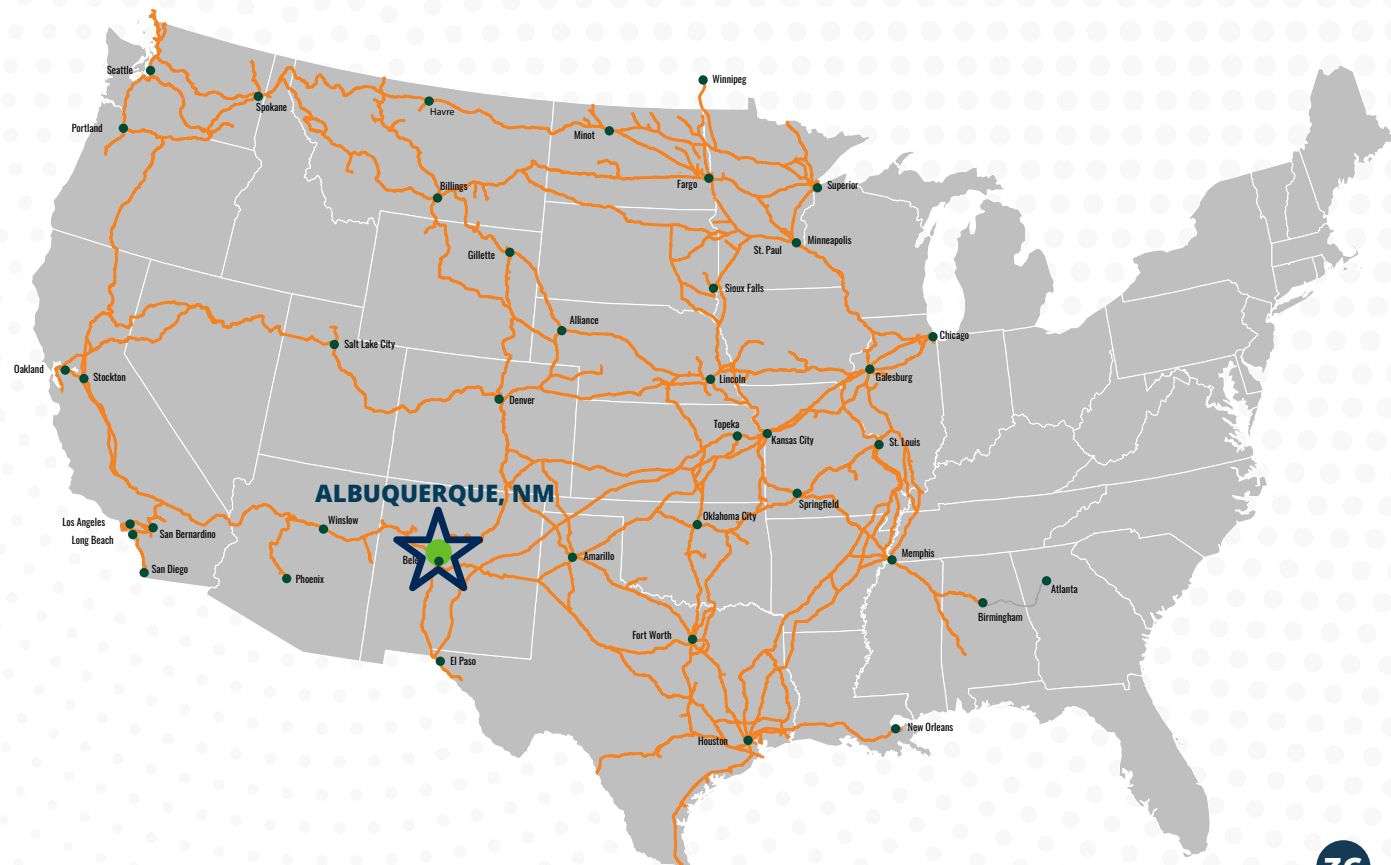 Winnipeg
Seattle
Spokane
Havre
Portland
Minot
Fargo
Superior
Billings
Minneapolis
St. Paul
Gillette
Sioux Falls
Alliance
Chicago
Salt Lake City
Oakland
Stockton
Lincoln
Galesburg
Denver
Topeka
Kansas City
St. Louis
ALBUQUERQUE, NM
Springfield
Los Angeles
Winslow
Oklahoma City
San Bernardino
Long Beach
Amarillo
Memphis
San Diego
Phoenix
Atlanta
Birmingham
Fort Worth
El Paso
New Orleans
Houston